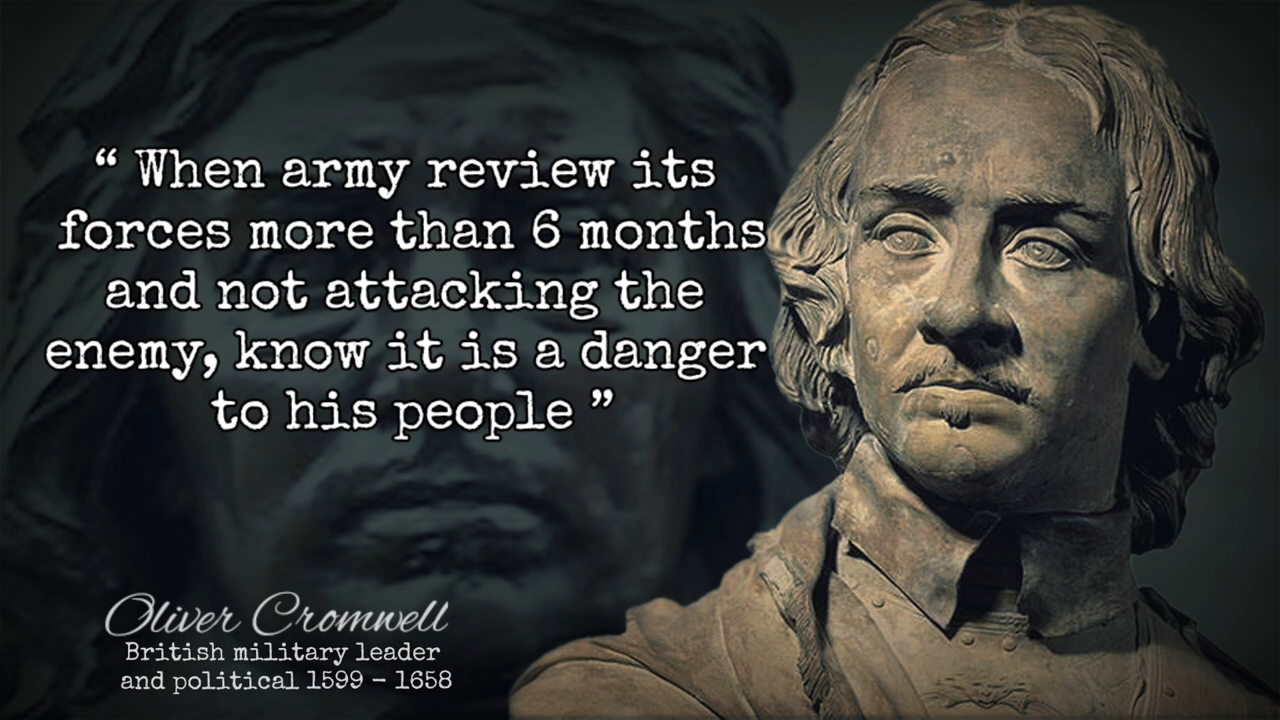 “ When army review its
forces more than 6 months
and not attacking the
enemy, know it is a danger
to his people ”
Oliver Cromwell
British military leader
and political 1599 - 1658